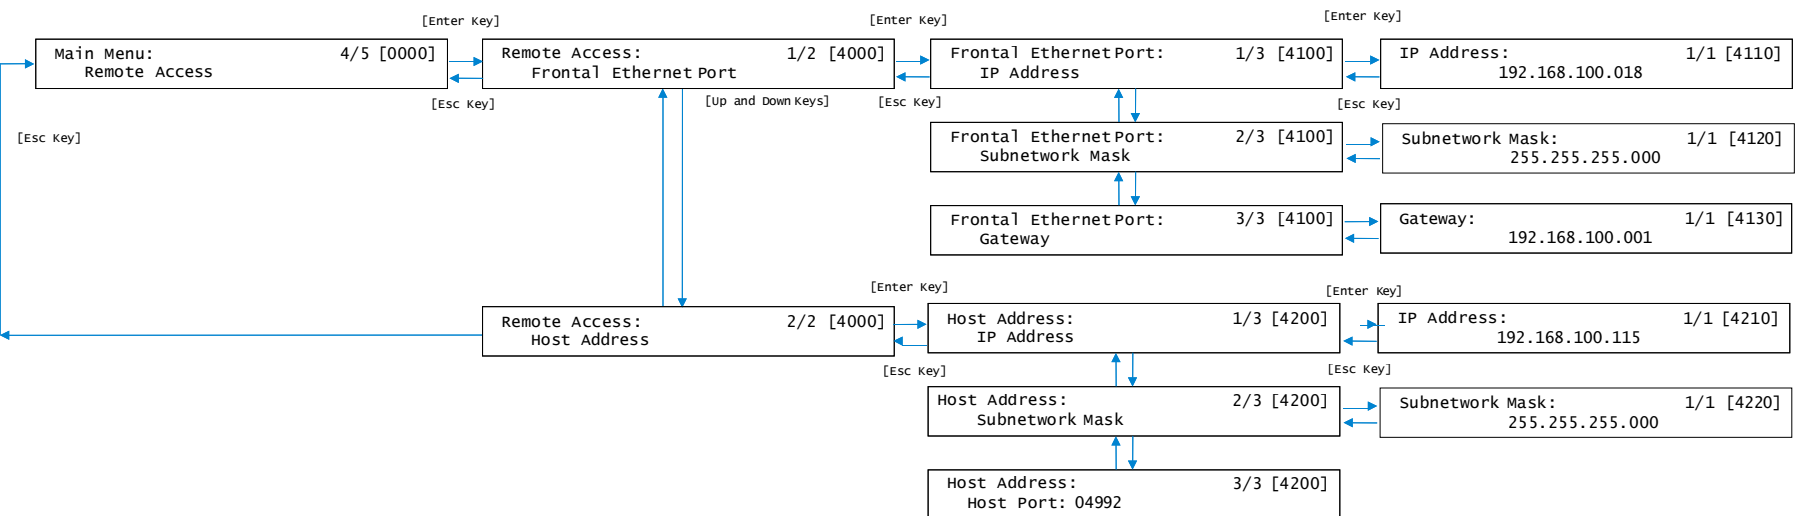 [Enter Key]
[Enter Key]
[Enter Key]
Main Menu: 4/5 [0000]
Remote Access
Remote Access: 1/2 [4000]
Frontal Ethernet Port
Frontal Ethernet Port: 1/3 [4100]
IP Address
IP Address: 1/1 [4110]
192.168.100.018
[Esc Key]
[Up and Down Keys]
[Esc Key]
[Esc Key]
[Esc Key]
Frontal Ethernet Port: 2/3 [4100]
Subnetwork Mask
Subnetwork Mask: 1/1 [4120]
255.255.255.000
Frontal Ethernet Port: 3/3 [4100]
Gateway
Gateway: 1/1 [4130]
192.168.100.001
[Enter Key]
[Enter Key]
Remote Access: 2/2 [4000]
Host Address
Host Address: 1/3 [4200]
IP Address
IP Address: 1/1 [4210]
192.168.100.115
[Esc Key]
[Esc Key]
Host Address: 2/3 [4200]
Subnetwork Mask
Subnetwork Mask: 1/1 [4220]
255.255.255.000
Host Address: 3/3 [4200]
Host Port: 04992